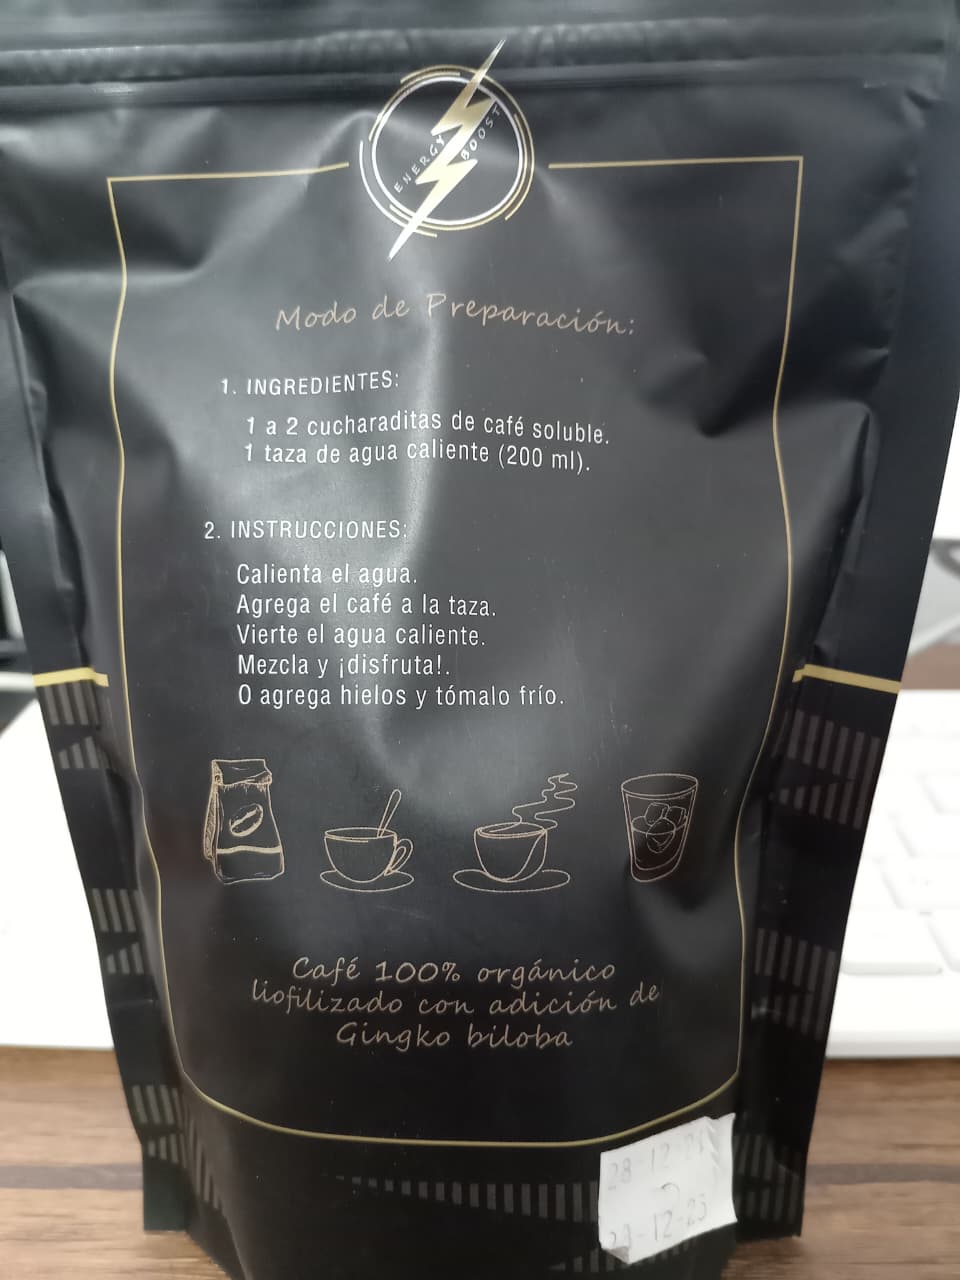 ENERGY BOOST
Modo de Preparación:
1. INGREDIENTES:
1 a 2 cucharaditas de café soluble.
1 taza de agua caliente (200 ml).
2. INSTRUCCIONES:
Calienta el agua.
Agrega el café a la taza.
Vierte el agua caliente.
Mezcla y ¡disfruta!.
O agrega hielos y tómalo frío.
Café 100% orgánico
liofilizado con adición de
Gingko biloba